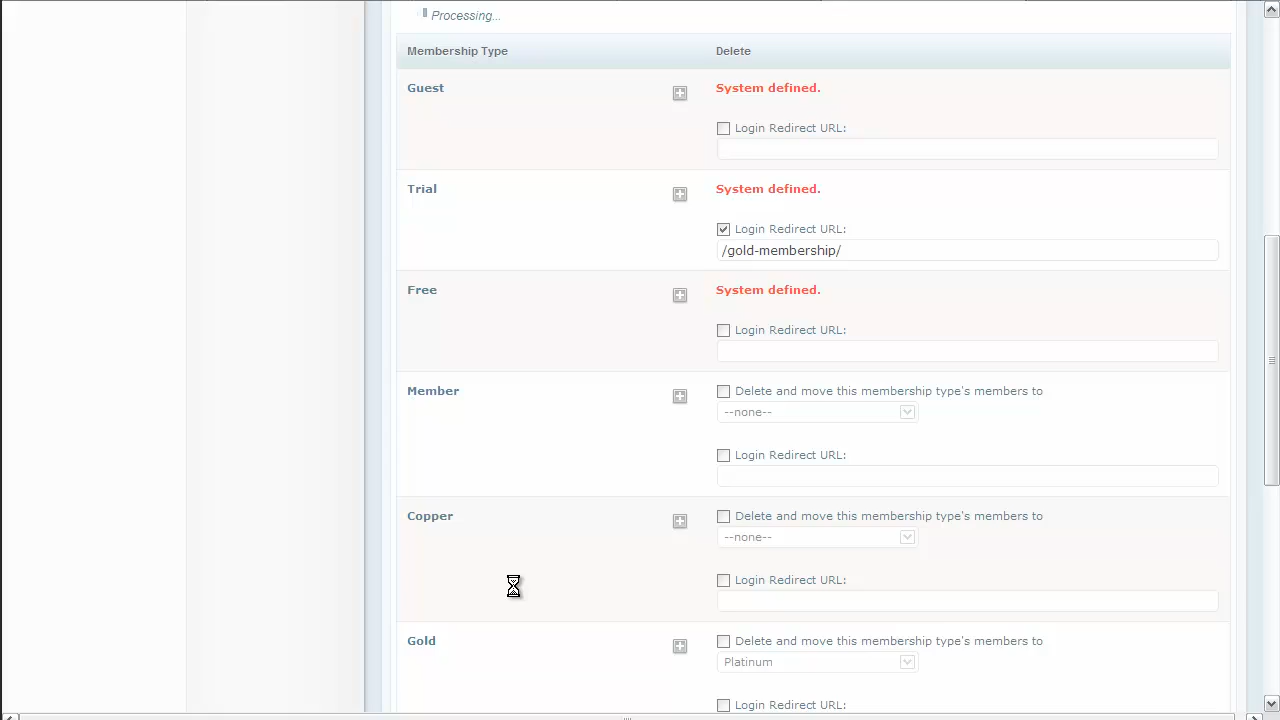 Processing...
Membership Type Delete
Guest System defined.
Login Redirect URL:
Trial System defined.
Login Redirect URL:
/gold-membership/
Free System defined.
Login Redirect URL:
Member Delete and move this membership type's members to
--none--
Login Redirect URL:
Copper Delete and move this membership type's members to
--none--
Login Redirect URL:
Gold Delete and move this membership type's members to
Platinum
Login Redirect URL: